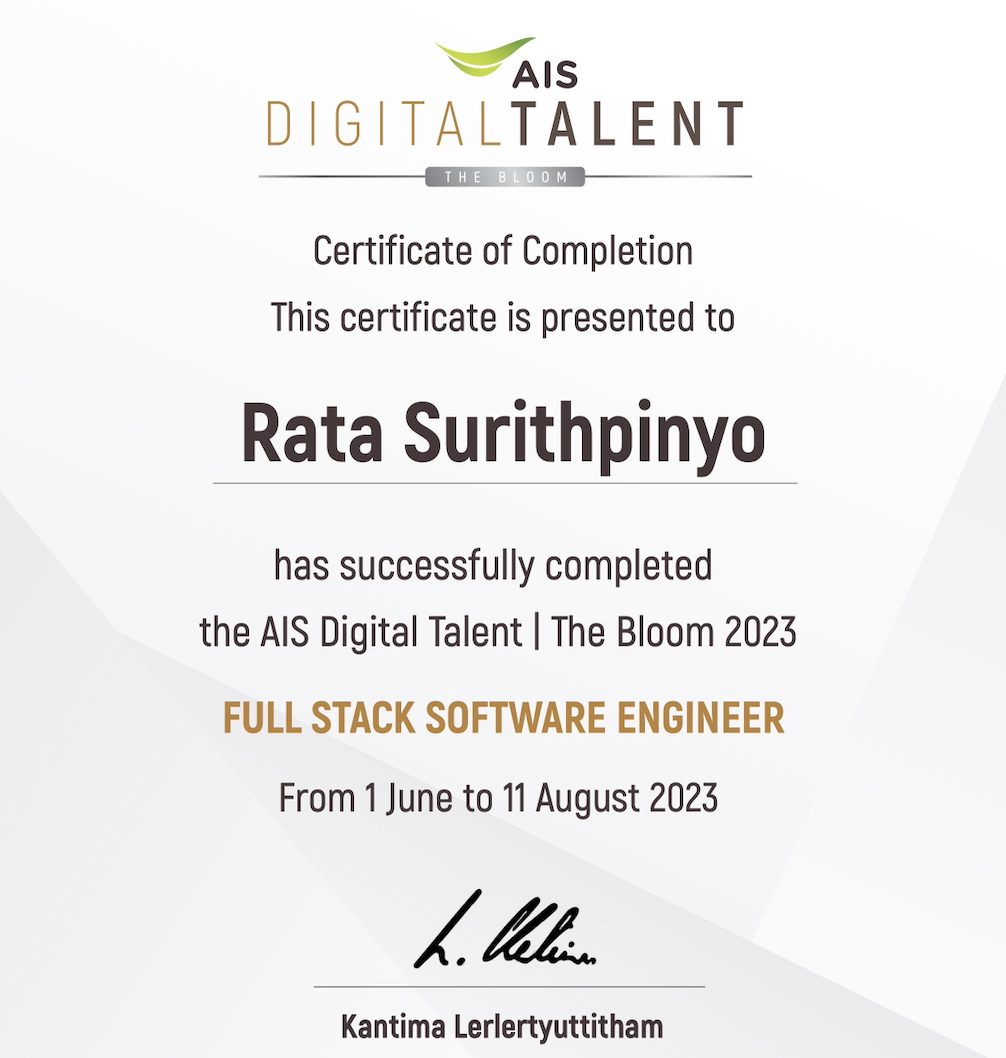 AIS
DIGITALTALENT
THE BLOOM
Certificate of Completion
This certificate is presented to
Rata Surithpinyo
has successfully completed
the AIS Digital Talent | The Bloom 2023
FULL STACK SOFTWARE ENGINEER
From 1 June to 11 August 2023
Kantima Lerlertyuttitham